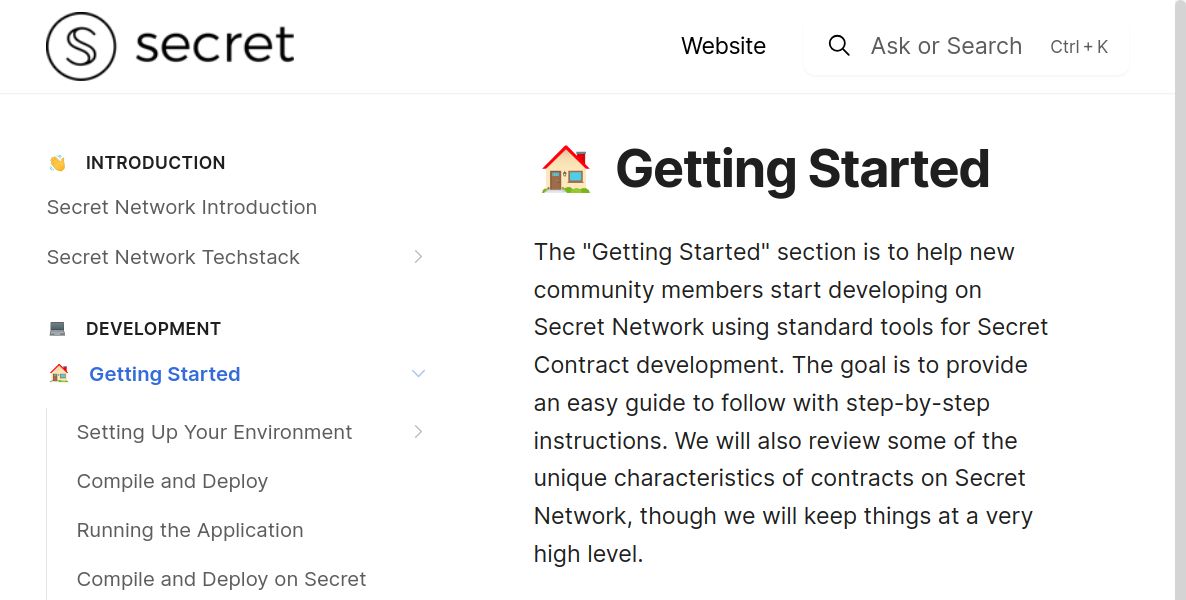 secret
Website
Ask or Search Ctrl + K
INTRODUCTION
Secret Network Introduction
Secret Network Techstack
DEVELOPMENT
Getting Started
Setting Up Your Environment
Compile and Deploy
Running the Application
Compile and Deploy on Secret
Getting Started
The "Getting Started" section is to help new
community members start developing on
Secret Network using standard tools for Secret
Contract development. The goal is to provide
an easy guide to follow with step-by-step
instructions. We will also review some of the
unique characteristics of contracts on Secret
Network, though we will keep things at a very
high level.